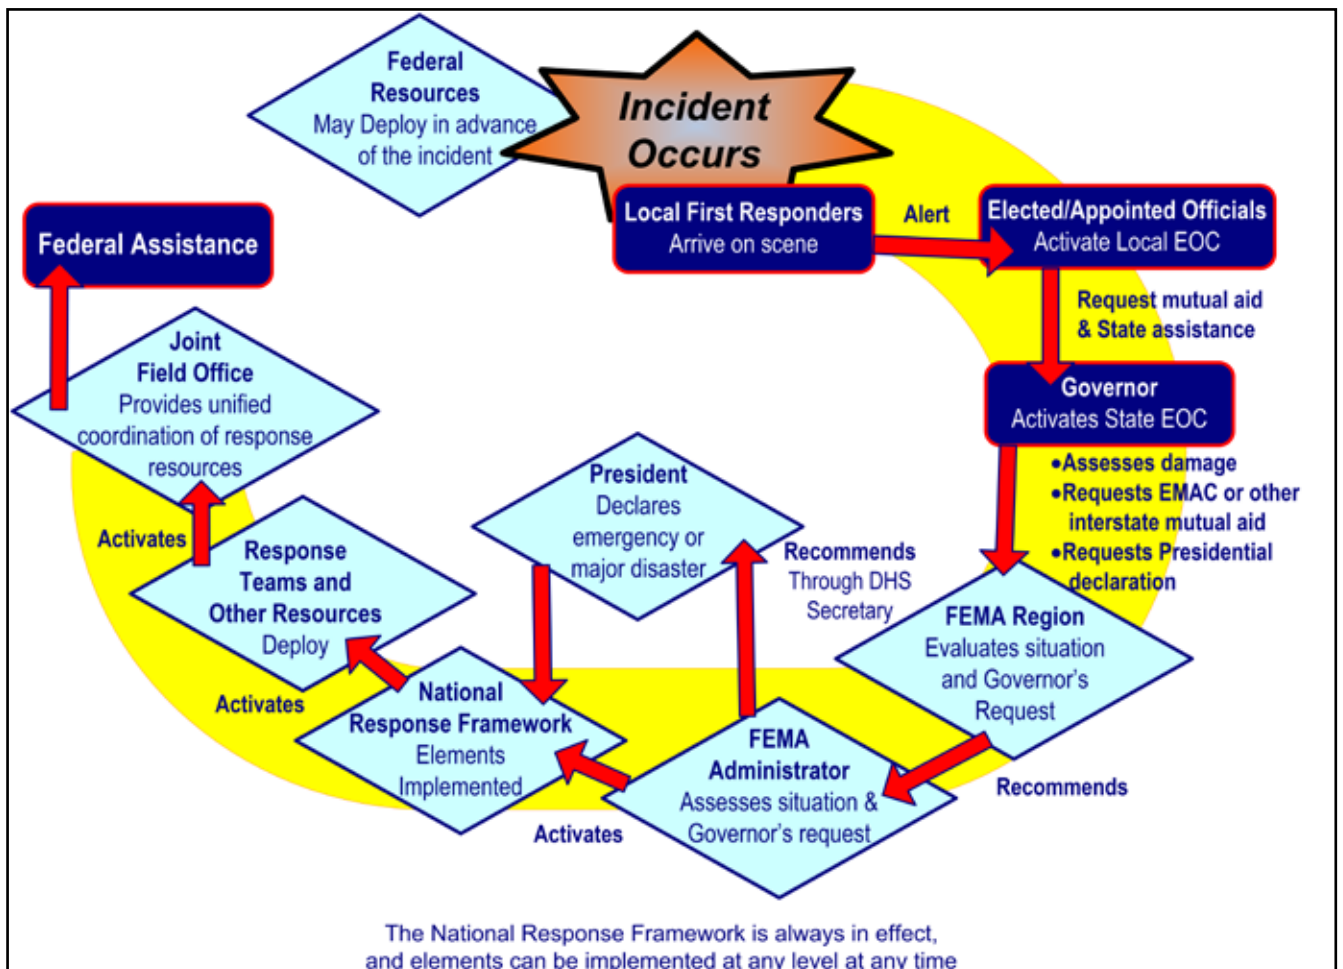 Federal
Resources
May Deploy in advance
of the incident
Incident
Occurs
Local First Responders
Arrive on scene
Alert
Elected/Appointed Officials
Activate Local EOC
Request mutual aid
& State assistance
Governor
Activates State EOC
•Assesses damage
•Requests EMAC or other
interstate mutual aid
•Requests Presidential
declaration
FEMA Region
Evaluates situation
and Governor's
Request
Recommends
FEMA
Administrator
Assesses situation &
Governor's request
Recommends
Through DHS
Secretary
President
Declares
emergency or
major disaster
Activates
National
Response Framework
Elements
Implemented
Activates
Response
Teams and
Other Resources
Deploy
Activates
Joint
Field Office
Provides unified
coordination of response
resources
Federal Assistance
The National Response Framework is always in effect,
and elements can be implemented at any level at any time